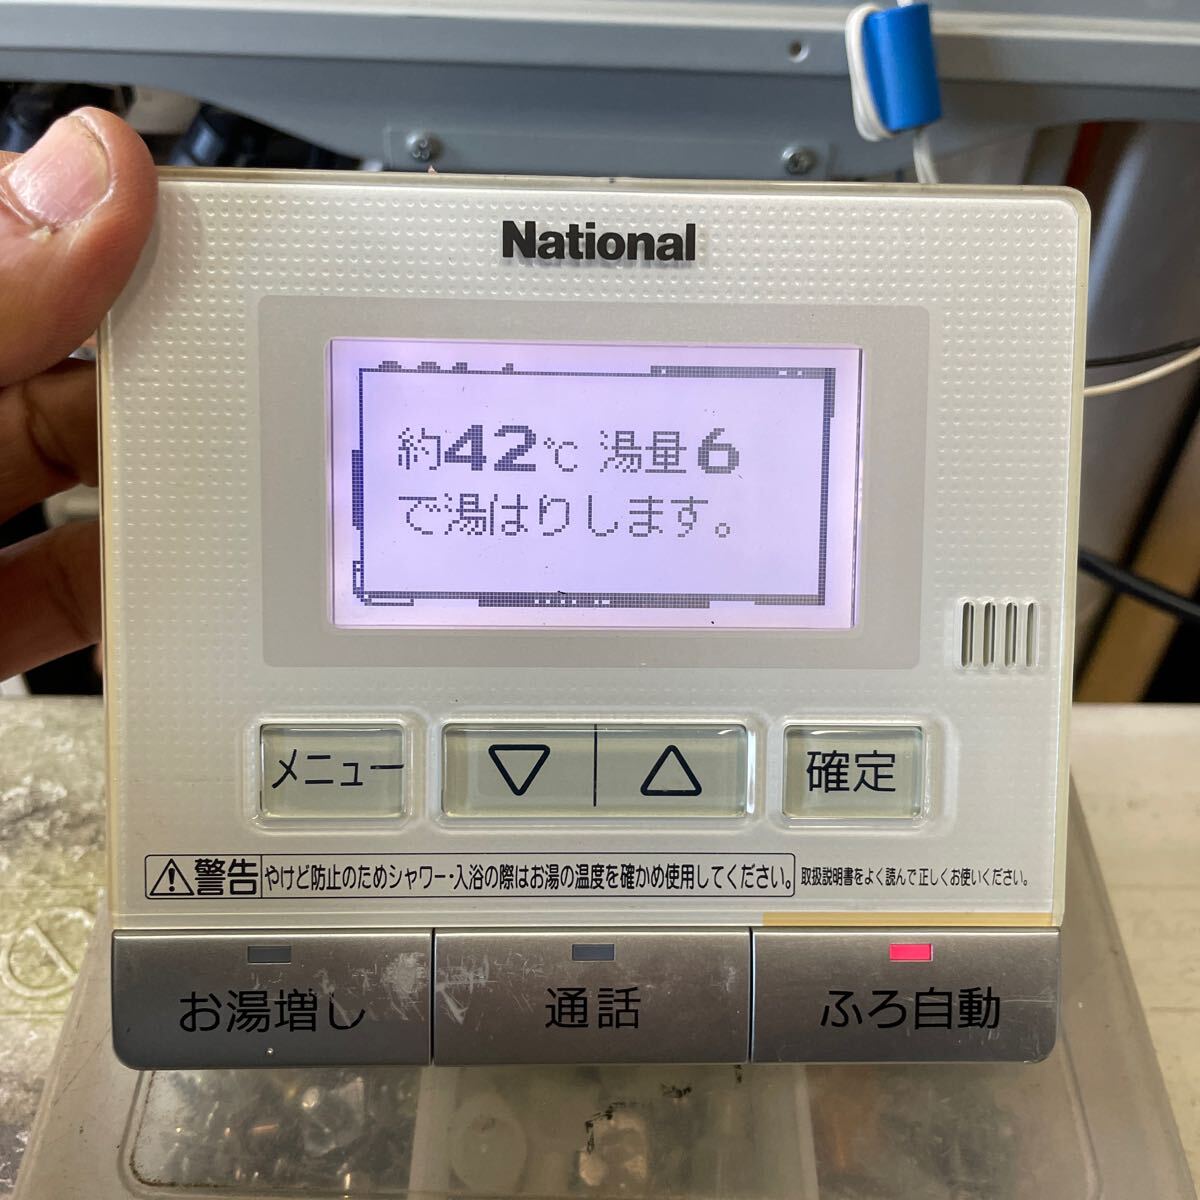 National
約42℃ 湯量6
で湯はりします。
メニュー ▽ △ 確定
⚠警告 やけど防止のためシャワー・入浴の際はお湯の温度を確かめ使用してください。 取扱説明書をよく読んで正しくお使いください。
お湯増し 通話 ふろ自動